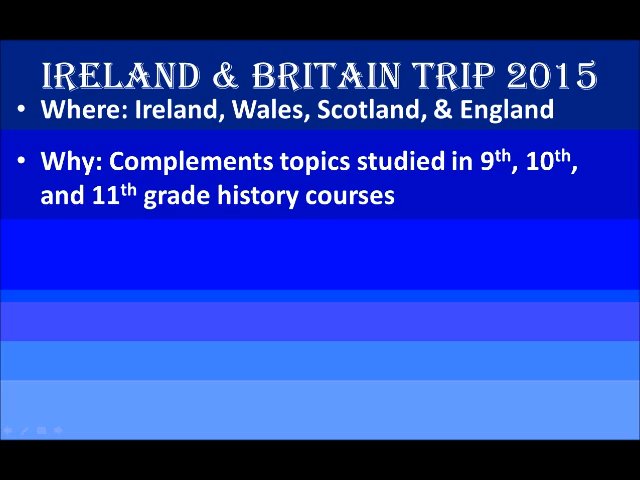 IRELAND & BRITAIN TRIP 2015
• Where: Ireland, Wales, Scotland, & England
• Why: Complements topics studied in 9th, 10th,
and 11th grade history courses